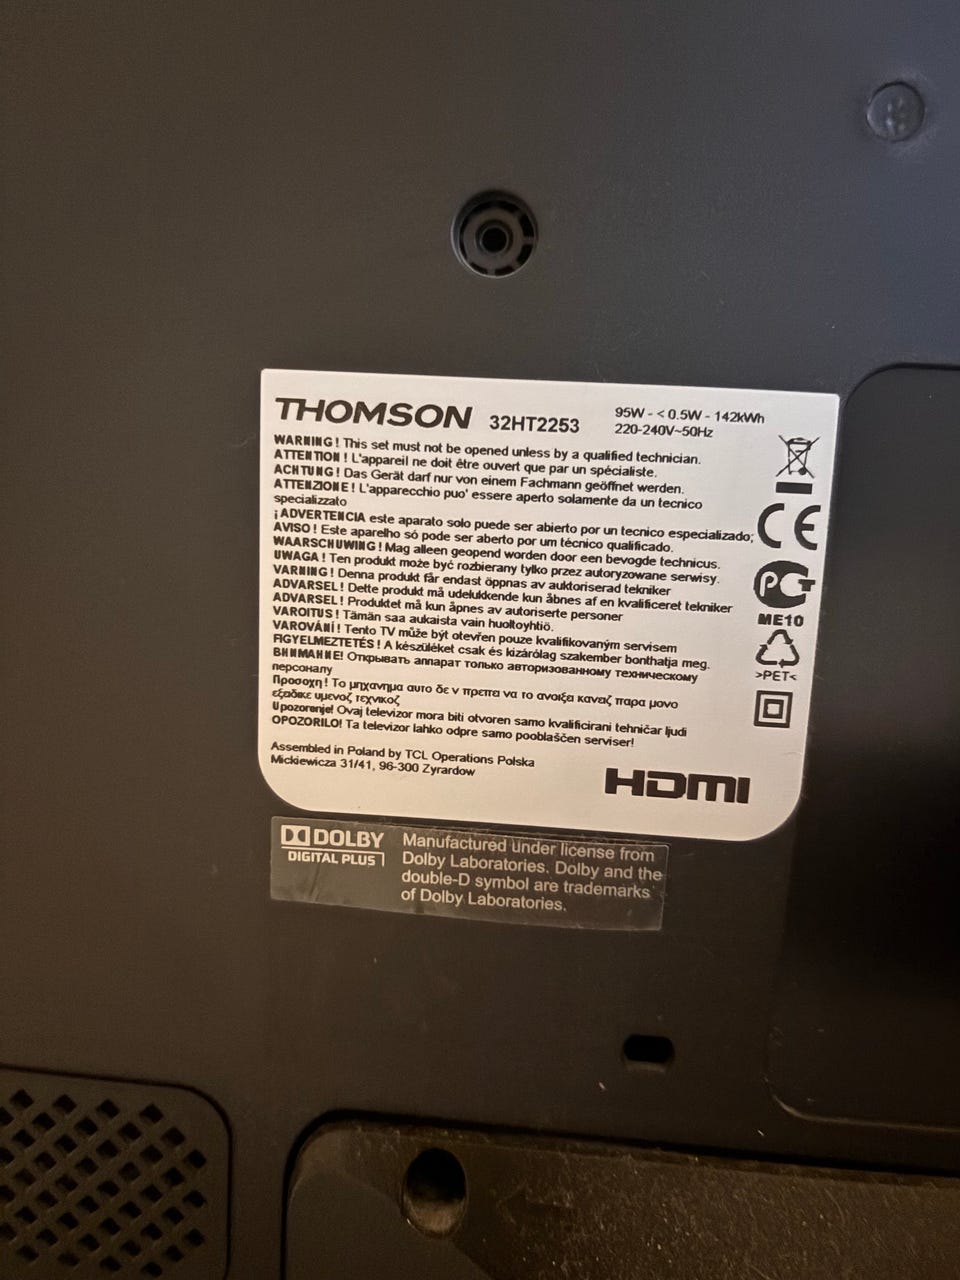 THOMSON 32HT2253
95W - < 0.5W - 142kWh
220-240V~50Hz
WARNING ! This set must not be opened unless by a qualified technician.
ATTENTION ! L'appareil ne doit être ouvert que par un spécialiste.
ACHTUNG ! Das Gerät darf nur von einem Fachmann geöffnet werden.
ATTENZIONE ! L'apparecchio puo' essere aperto solamente da un tecnico
specializzato
¡ ADVERTENCIA este aparato solo puede ser abierto por un tecnico especializado;
AVISO ! Este aparelho só pode ser aberto por um técnico qualificado.
WAARSCHUWING ! Mag alleen geopend worden door een bevogde technicus.
UWAGA ! Ten produkt może być rozbierany tylko przez autoryzowane serwisy.
VARNING ! Denna produkt får endast öppnas av auktoriserad tekniker
ADVARSEL ! Dette produkt må udelukkende kun åbnes af en kvalificeret tekniker
ADVARSEL ! Produktet må kun åpnes av autoriserte personer
VAROITUS ! Tämän saa aukaista vain huoltoyhtiö.
VAROVÁNÍ ! Tento TV může být otevřen pouze kvalifikovaným servisem
FIGYELMEZTETÉS ! A készüléket csak és kizárólag szakember bonthatja meg.
ВНИМАНИЕ! Открывать аппарат только авторизованному техническому
персоналу
Προσοχη ! Το μηχανημα αυτο δε ν πρεπει να το ανοιξει κανεις παρα μονο
εξειδικε υμενος τεχνικος
Upozorenje! Ovaj televizor mora biti otvoren samo kvalificirani tehničar ljudi
OPOZORILO! Ta televizor lahko odpre samo pooblaščen serviser!
Assembled in Poland by TCL Operations Polska
Mickiewicza 31/41, 96-300 Zyrardow
CE
PCT
ME10
>PET<
HDMI
DOLBY
DIGITAL PLUS
Manufactured under license from
Dolby Laboratories. Dolby and the
double-D symbol are trademarks
of Dolby Laboratories.